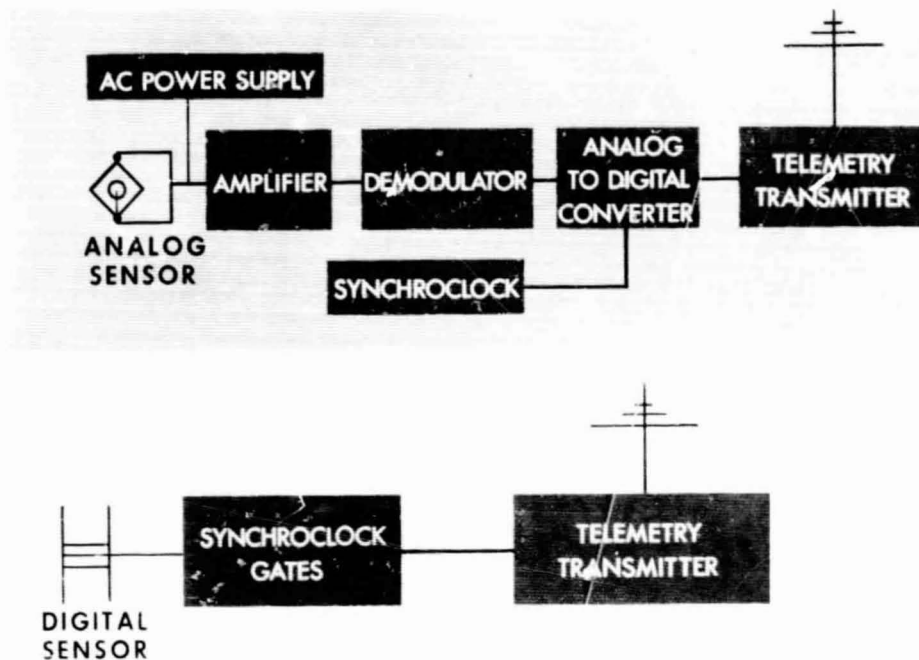 AC POWER SUPPLY
AMPLIFIER
DEMODULATOR
ANALOG
TO DIGITAL
CONVERTER
TELEMETRY
TRANSMITTER
ANALOG
SENSOR
SYNCHROCLOCK
SYNCHROCLOCK
GATES
TELEMETRY
TRANSMITTER
DIGITAL
SENSOR